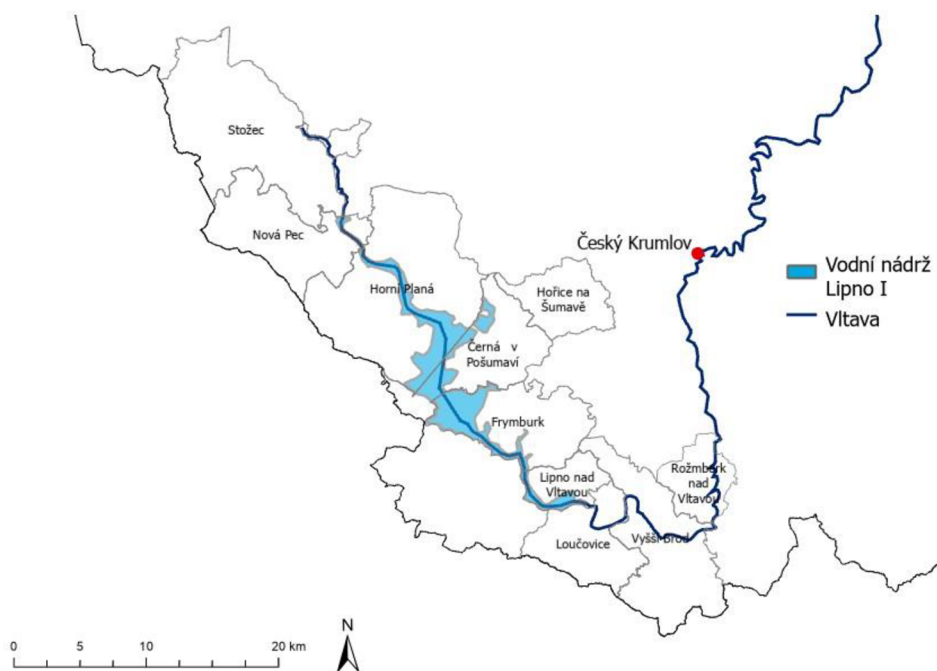 Stožec
Nová Pec
Český Krumlov
Horní Planá
Hořice na
Šumavě
Černá v
Pošumaví
Frymburk
Lipno nad
Vltavou
Rožmberk
nad
Vltavou
Loučovice
Vyšší Brod
Vodní nádrž
Lipno I
Vltava
0 5 10 20 km
N